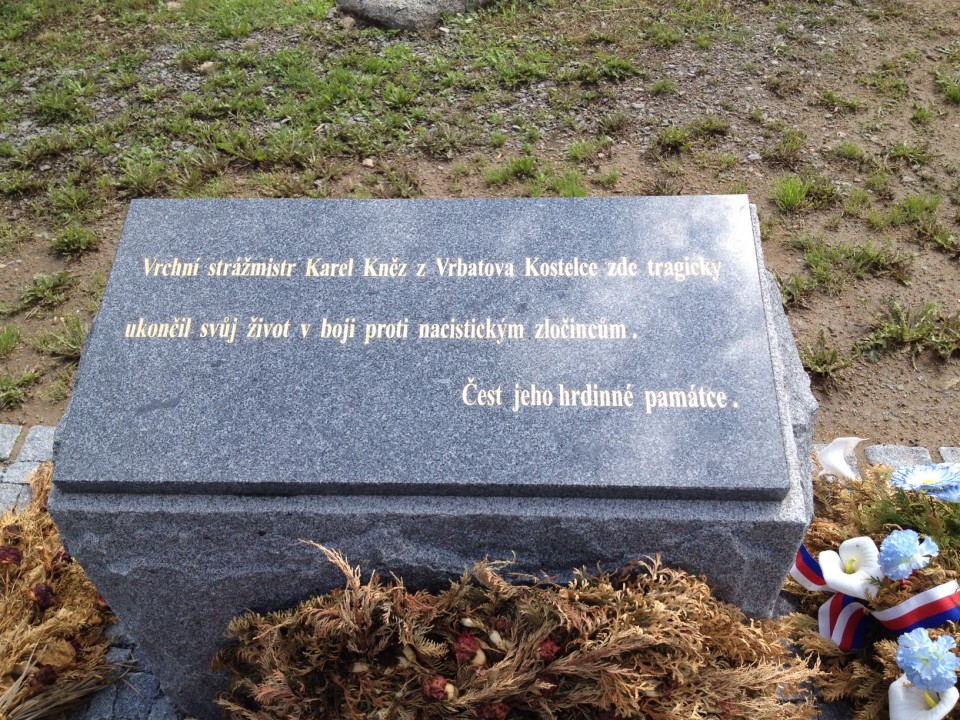 Vrchní strážmistr Karel Kněz z Vrbatova Kostelce zde tragicky
ukončil svůj život v boji proti nacistickým zločincům.
Čest jeho hrdinné památce.